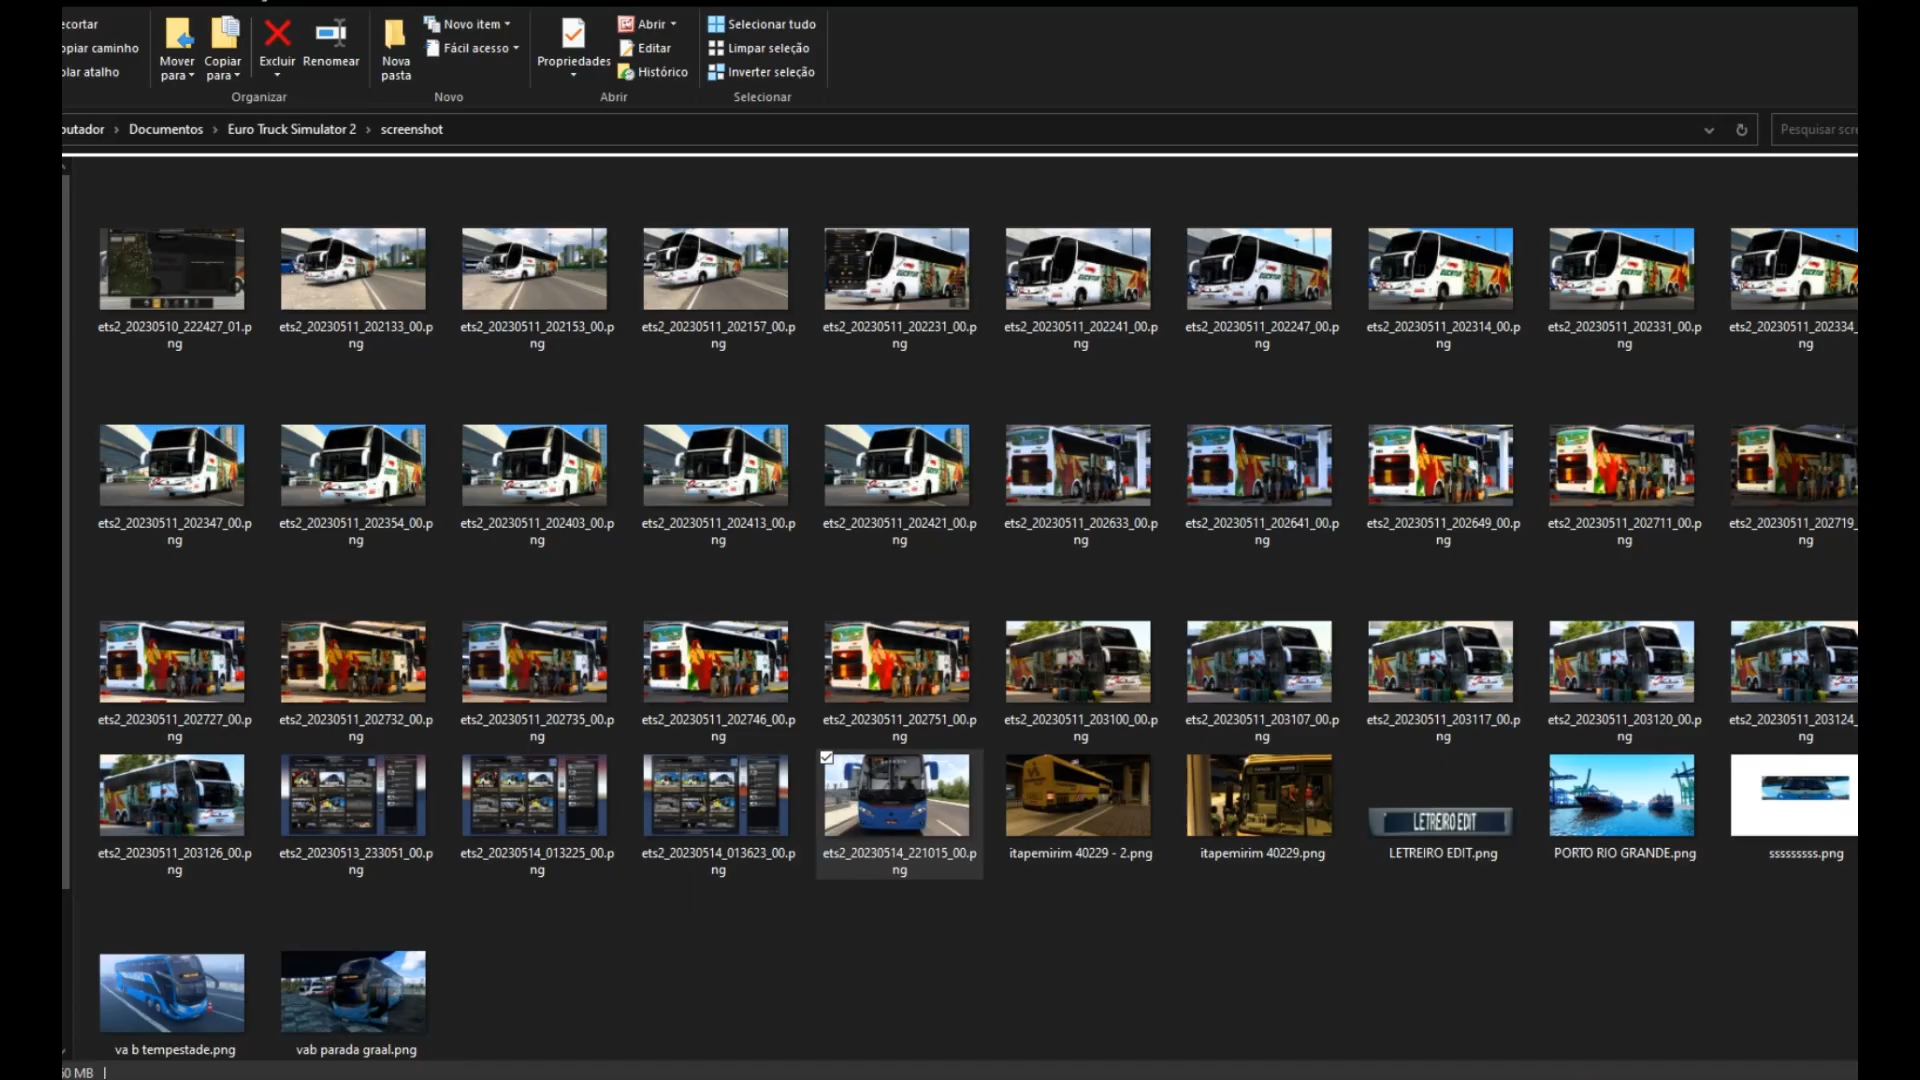 ecortar
opiar caminho
olar atalho
Mover para
Copiar para
Excluir
Renomear
Organizar
Nova pasta
Novo item
Fácil acesso
Novo
Propriedades
Abrir
Editar
Histórico
Abrir
Selecionar tudo
Limpar seleção
Inverter seleção
Selecionar
putador › Documentos › Euro Truck Simulator 2 › screenshot
Pesquisar scre
ets2_20230510_222427_01.png
ets2_20230511_202133_00.png
ets2_20230511_202153_00.png
ets2_20230511_202157_00.png
ets2_20230511_202231_00.png
ets2_20230511_202241_00.png
ets2_20230511_202247_00.png
ets2_20230511_202314_00.png
ets2_20230511_202331_00.png
ets2_20230511_202334_
ng
ets2_20230511_202347_00.png
ets2_20230511_202354_00.png
ets2_20230511_202403_00.png
ets2_20230511_202413_00.png
ets2_20230511_202421_00.png
ets2_20230511_202633_00.png
ets2_20230511_202641_00.png
ets2_20230511_202649_00.png
ets2_20230511_202711_00.png
ets2_20230511_202719_
ng
ets2_20230511_202727_00.png
ets2_20230511_202732_00.png
ets2_20230511_202735_00.png
ets2_20230511_202746_00.png
ets2_20230511_202751_00.png
ets2_20230511_203100_00.png
ets2_20230511_203107_00.png
ets2_20230511_203117_00.png
ets2_20230511_203120_00.png
ets2_20230511_203124_
ng
LETREIRO EDIT
ets2_20230511_203126_00.png
ets2_20230513_233051_00.png
ets2_20230514_013225_00.png
ets2_20230514_013623_00.png
ets2_20230514_221015_00.png
itapemirim 40229 - 2.png
itapemirim 40229.png
LETREIRO EDIT.png
PORTO RIO GRANDE.png
sssssssss.png
va b tempestade.png
vab parada graal.png
50 MB